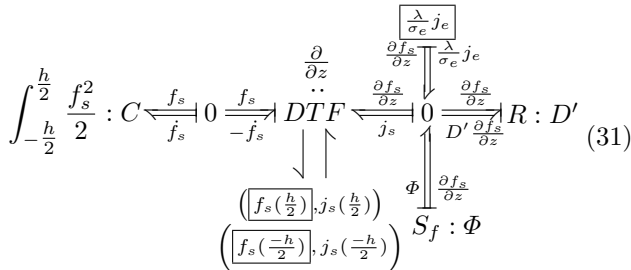 λ/σ_e j_e
∂/∂z ∂f_s/∂z λ/σ_e j_e
∫_{-h/2}^{h/2} f_s^2/2 : C f_s ḟ_s 0 f_s -ḟ_s DTF ∂f_s/∂z j_s 0 ∂f_s/∂z D' ∂f_s/∂z R : D' (31)
Φ ∂f_s/∂z
(f_s(h/2), j_s(h/2))
(f_s(-h/2), j_s(-h/2)) S_f : Φ